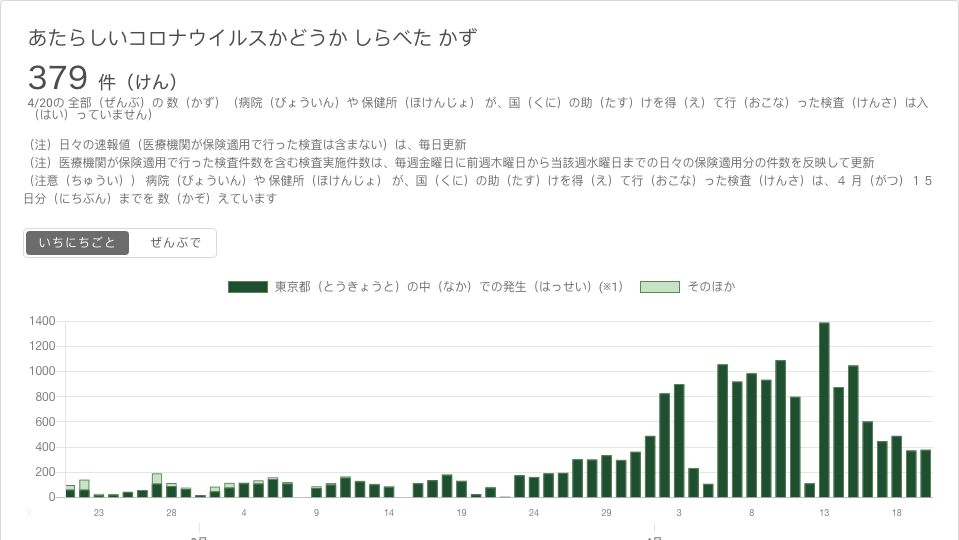 あたらしいコロナウイルスかどうか しらべた かず
379 件（けん）
4/20の 全部（ぜんぶ）の 数（かず）（病院（びょういん）や 保健所（ほけんじょ） が、国（くに）の助（たす）けを得（え）て行（おこな）った検査（けんさ）は入
（はい）っていません）
（注）日々の速報値（医療機関が保険適用で行った検査は含まない）は、毎日更新
（注）医療機関が保険適用で行った検査件数を含む検査実施件数は、毎週金曜日に前週木曜日から当該週水曜日までの日々の保険適用分の件数を反映して更新
（注意（ちゅうい）） 病院（びょういん）や 保健所（ほけんじょ） が、国（くに）の助（たす）けを得（え）て行（おこな）った検査（けんさ）は、４ 月（がつ）１５
日分（にちぶん）までを 数（かぞ）えています
いちにちごと ぜんぶで
東京都（とうきょうと）の中（なか）での発生（はっせい）(※1) そのほか
1400
1200
1000
800
600
400
200
0
23 28 4 9 14 19 24 29 3 8 13 18